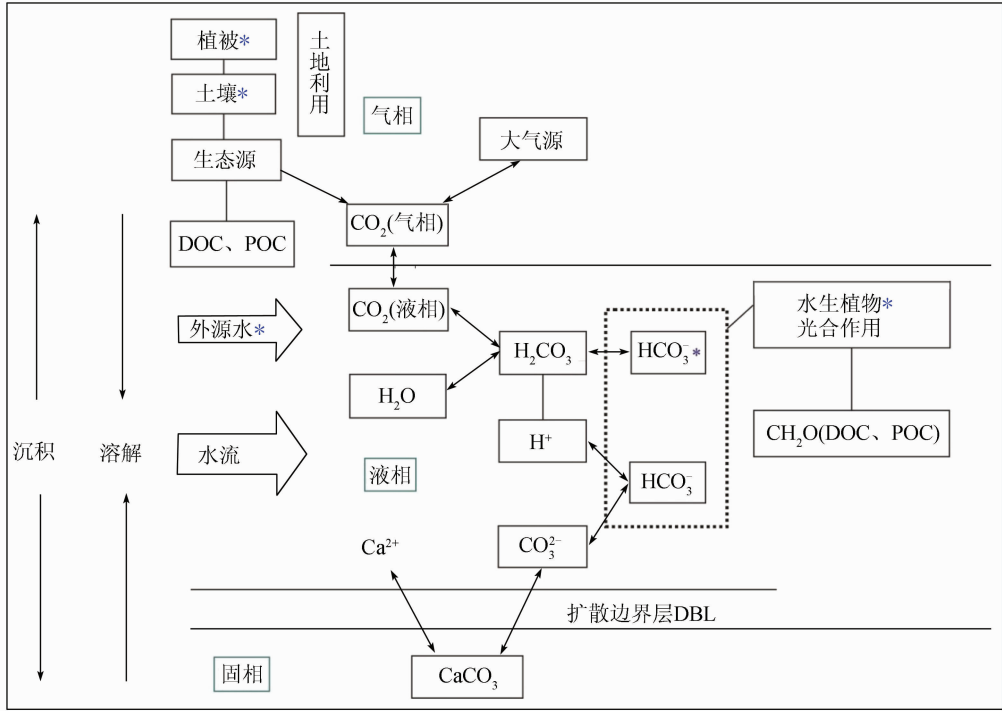 植被*
土地利用
土壤*
气相
大气源
生态源
CO₂(气相)
DOC、POC
CO₂(液相)
水生植物*
光合作用
外源水*
H₂CO₃
HCO₃⁻*
H₂O
CH₂O(DOC、POC)
H⁺
沉积
溶解
水流
液相
HCO₃⁻
Ca²⁺
CO₃²⁻
扩散边界层DBL
固相
CaCO₃